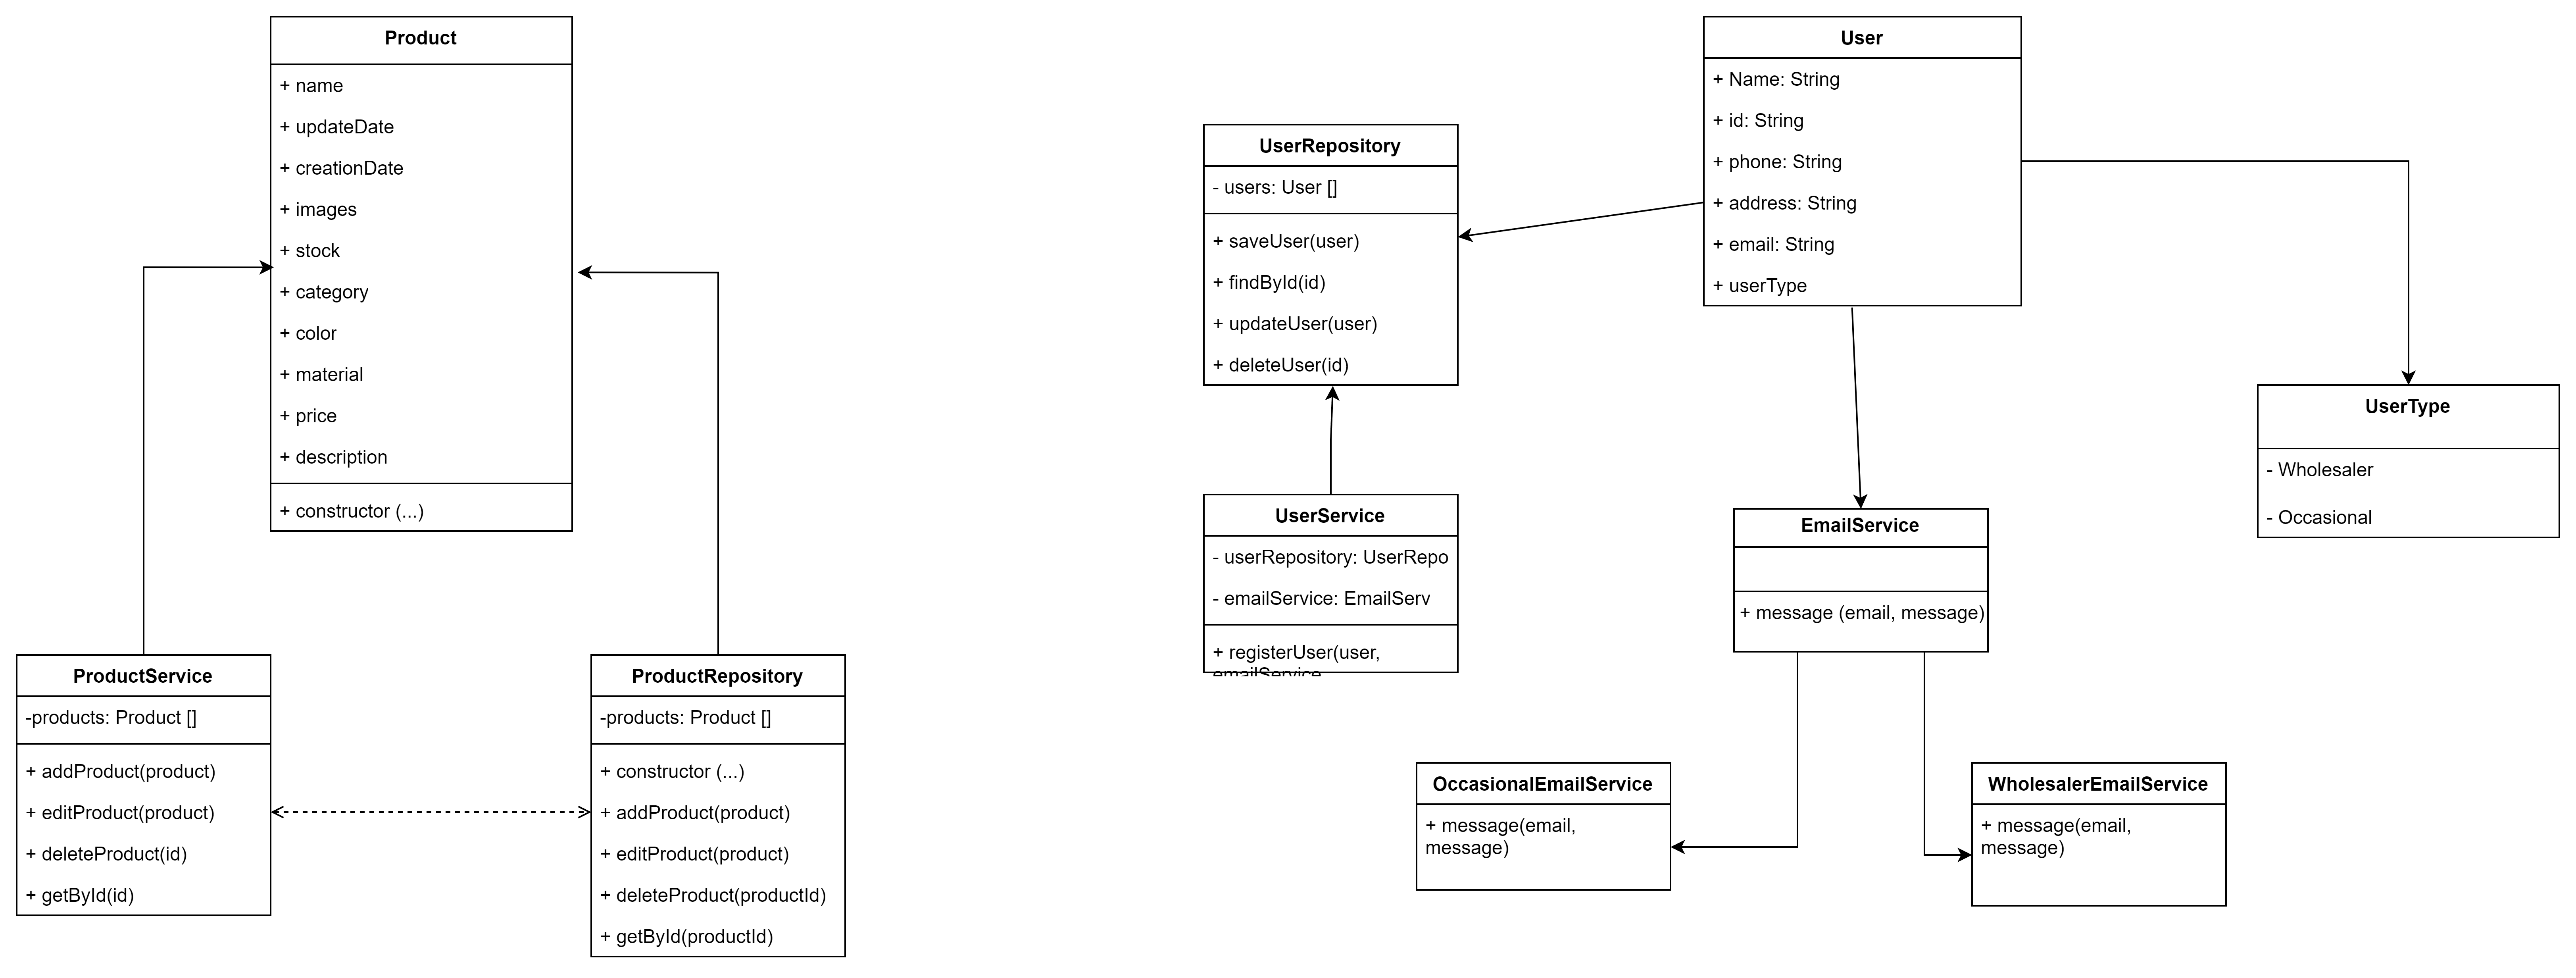 Product
+ name
+ updateDate
+ creationDate
+ images
+ stock
+ category
+ color
+ material
+ price
+ description
+ constructor (...)
ProductService
-products: Product []
+ addProduct(product)
+ editProduct(product)
+ deleteProduct(id)
+ getById(id)
ProductRepository
-products: Product []
+ constructor (...)
+ addProduct(product)
+ editProduct(product)
+ deleteProduct(productId)
+ getById(productId)
UserRepository
- users: User []
+ saveUser(user)
+ findById(id)
+ updateUser(user)
+ deleteUser(id)
UserService
- userRepository: UserRepo
- emailService: EmailServ
+ registerUser(user,
emailService
User
+ Name: String
+ id: String
+ phone: String
+ address: String
+ email: String
+ userType
EmailService
+ message (email, message)
UserType
- Wholesaler
- Occasional
OccasionalEmailService
+ message(email,
message)
WholesalerEmailService
+ message(email,
message)